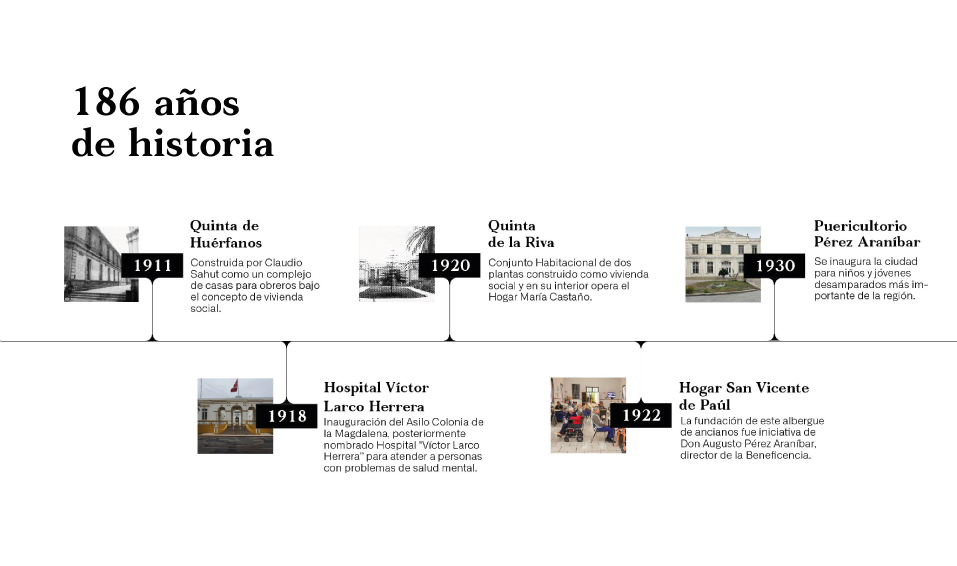 186 años
de historia
1911
Quinta de
Huérfanos
Construida por Claudio
Sahut como un complejo
de casas para obreros bajo
el concepto de vivienda
social.
1918
Hospital Víctor
Larco Herrera
Inauguración del Asilo Colonia de
la Magdalena, posteriormente
nombrado Hospital "Víctor Larco
Herrera" para atender a personas
con problemas de salud mental.
1920
Quinta
de la Riva
Conjunto Habitacional de dos
plantas construido como vivienda
social y en su interior opera el
Hogar María Castaño.
1922
Hogar San Vicente
de Paúl
La fundación de este albergue
de ancianos fue iniciativa de
Don Augusto Pérez Araníbar,
director de la Beneficencia.
1930
Puericultorio
Pérez Araníbar
Se inaugura la ciudad
para niños y jóvenes
desamparados más im-
portante de la región.